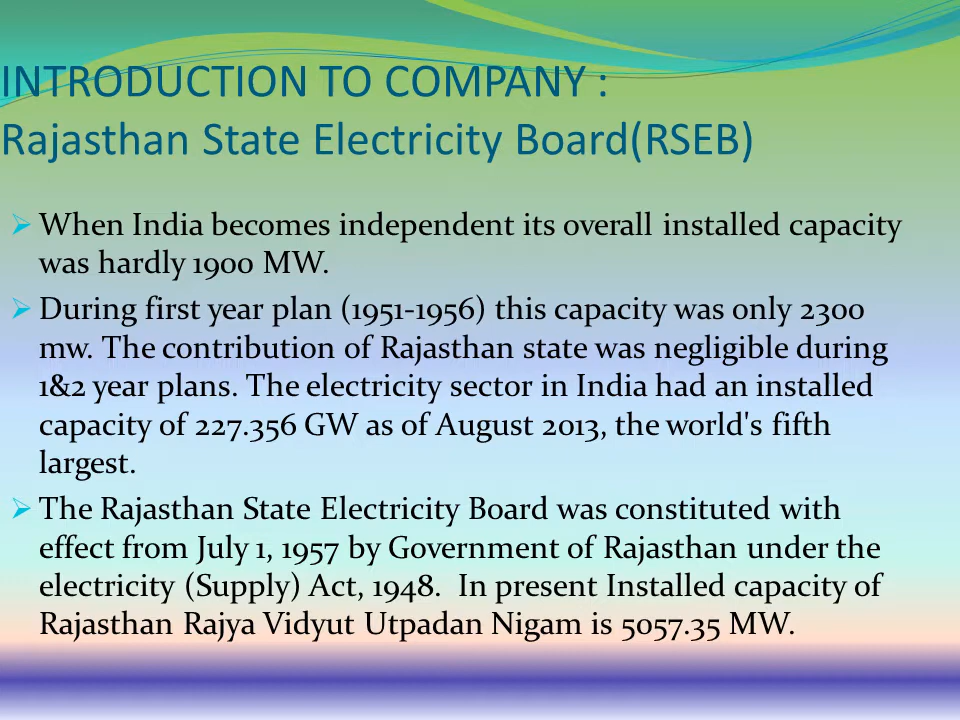 INTRODUCTION TO COMPANY :
Rajasthan State Electricity Board(RSEB)
When India becomes independent its overall installed capacity
was hardly 1900 MW.
During first year plan (1951-1956) this capacity was only 2300
mw. The contribution of Rajasthan state was negligible during
1&2 year plans. The electricity sector in India had an installed
capacity of 227.356 GW as of August 2013, the world's fifth
largest.
The Rajasthan State Electricity Board was constituted with
effect from July 1, 1957 by Government of Rajasthan under the
electricity (Supply) Act, 1948.  In present Installed capacity of
Rajasthan Rajya Vidyut Utpadan Nigam is 5057.35 MW.